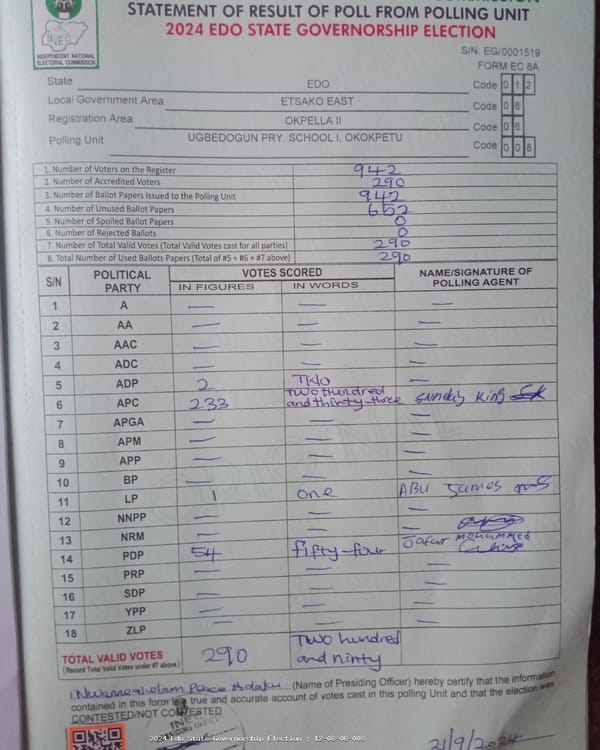 STATEMENT OF RESULT OF POLL FROM POLLING UNIT
2024 EDO STATE GOVERNORSHIP ELECTION
INEC
INDEPENDENT NATIONAL
ELECTORAL COMMISSION
S/N: EG/0001519
FORM EC 8A
State EDO Code 0 1 2
Local Government Area ETSAKO EAST Code 0 8
Registration Area OKPELLA II Code 0 6
Polling Unit UGBEDOGUN PRY. SCHOOL I, OKOKPETU Code 0 0 8
1. Number of Voters on the Register 942
2. Number of Accredited Voters 290
3. Number of Ballot Papers Issued to the Polling Unit 942
4. Number of Unused Ballot Papers 652
5. Number of Spoiled Ballot Papers 0
6. Number of Rejected Ballots 0
7. Number of Total Valid Votes (Total Valid Votes cast for all parties) 290
8. Total Number of Used Ballots Papers (Total of #5 + #6 + #7 above) 290
S/N POLITICAL PARTY VOTES SCORED NAME/SIGNATURE OF POLLING AGENT
IN FIGURES IN WORDS
1 A — — —
2 AA — — —
3 AAC — — —
4 ADC — — —
5 ADP 2 TWO —
6 APC 233 Two Hundred and thirty-three Sunday King
7 APGA — — —
8 APM — — —
9 APP — — —
10 BP — — —
11 LP 1 one ABU James
12 NNPP — — —
13 NRM — — —
14 PDP 54 fifty-four Jafar mohammed
15 PRP — — —
16 SDP — — —
17 YPP — — —
18 ZLP — — —
TOTAL VALID VOTES 290 Two hundred and ninty
(Record Total Valid Votes under #7 above)
I, Peace (Name of Presiding Officer) hereby certify that the information
contained in this form is true and accurate account of votes cast in this polling Unit and that the election was
CONTESTED/NOT CONTESTED
INEC
2024 Edo State Governorship Election : 12-08-06-008
21/9/2024